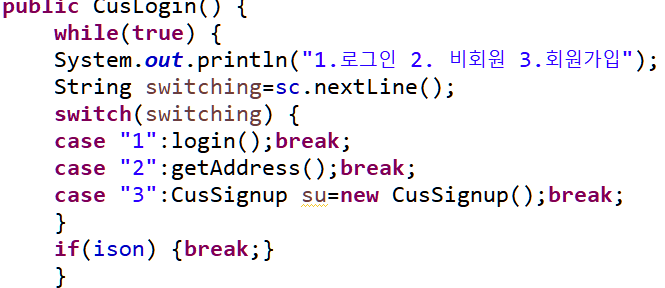 public CusLogin() {
while(true) {
System.out.println("1.로그인 2. 비회원 3.회원가입");
String switching=sc.nextLine();
switch(switching) {
case "1":login();break;
case "2":getAddress();break;
case "3":CusSignup su=new CusSignup();break;
}
if(ison) {break;}
}